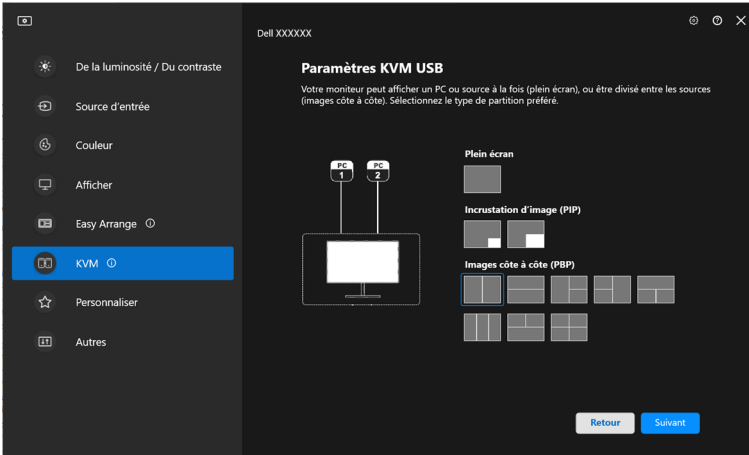 Dell XXXXXX
De la luminosité / Du contraste
Source d'entrée
Couleur
Afficher
Easy Arrange
KVM
Personnaliser
Autres
Paramètres KVM USB
Votre moniteur peut afficher un PC ou source à la fois (plein écran), ou être divisé entre les sources
(images côte à côte). Sélectionnez le type de partition préféré.
PC
1
PC
2
Plein écran
Incrustation d'image (PIP)
Images côte à côte (PBP)
Retour
Suivant